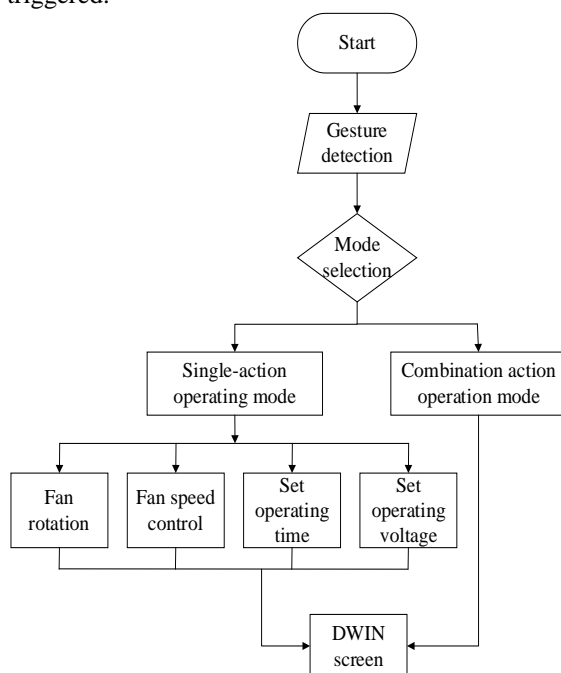 triggered.
Start
Gesture
detection
Mode
selection
Single-action
operating mode
Combination action
operation mode
Fan
rotation
Fan speed
control
Set
operating
time
Set
operating
voltage
DWIN
screen